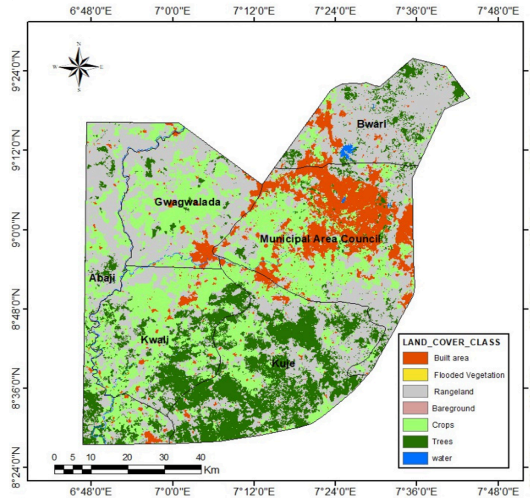 6°48'0"E 7°0'0"E 7°12'0"E 7°24'0"E 7°36'0"E 7°48'0"E
9°24'0"N
9°12'0"N
9°0'0"N
8°48'0"N
8°36'0"N
8°24'0"N
N
Bwari
Gwagwalada
Municipal Area Council
Abaji
Kwali
Kuje
LAND_COVER_CLASS
Built area
Flooded Vegetation
Rangeland
Bareground
Crops
Trees
water
0 5 10 20 30 40
Km